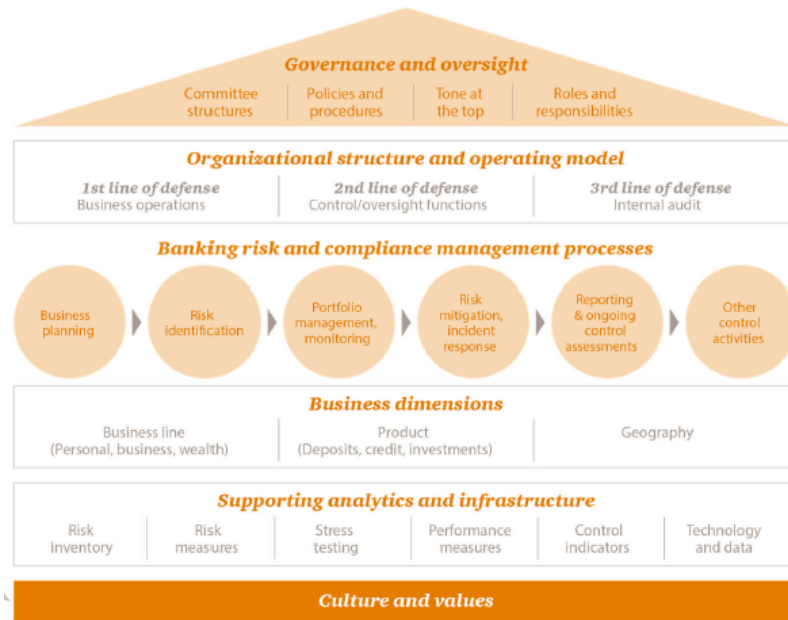 Governance and oversight
Committee structures
Policies and procedures
Tone at the top
Roles and responsibilities
Organizational structure and operating model
1st line of defense
Business operations
2nd line of defense
Control/oversight functions
3rd line of defense
Internal audit
Banking risk and compliance management processes
Business planning
Risk identification
Portfolio management, monitoring
Risk mitigation, incident response
Reporting & ongoing control assessments
Other control activities
Business dimensions
Business line
(Personal, business, wealth)
Product
(Deposits, credit, investments)
Geography
Supporting analytics and infrastructure
Risk inventory
Risk measures
Stress testing
Performance measures
Control indicators
Technology and data
Culture and values